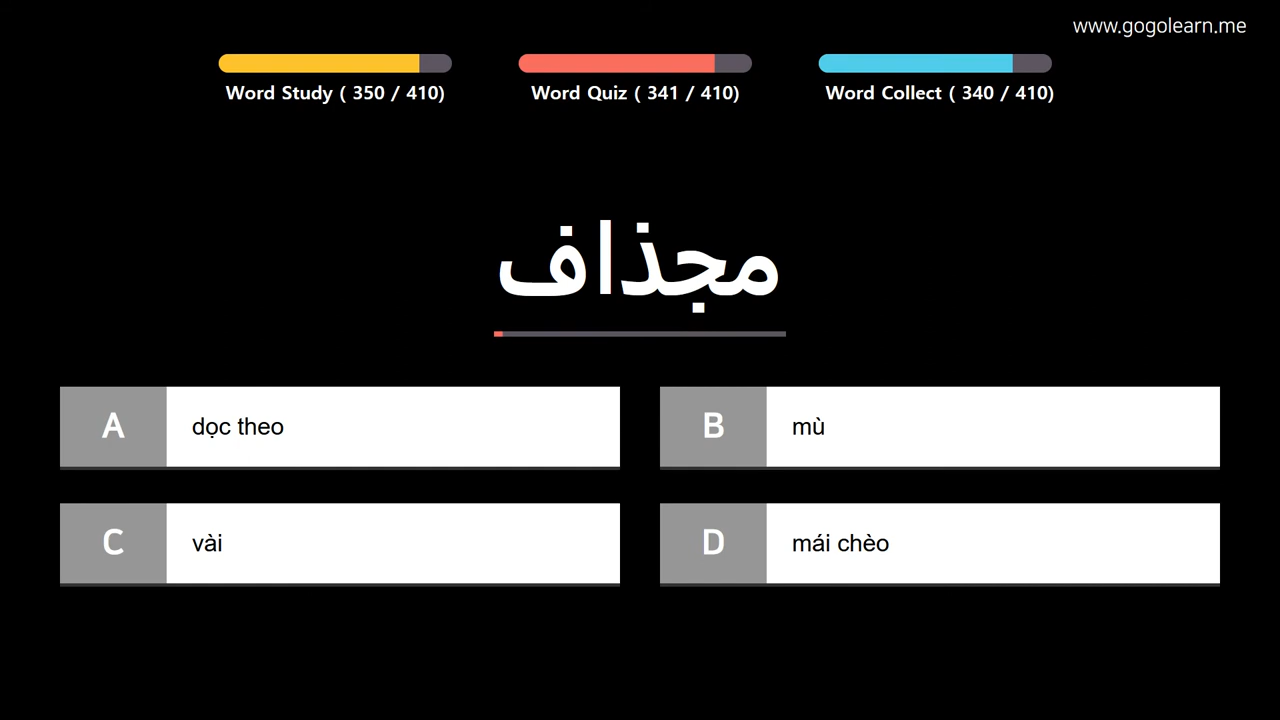 www.gogolearn.me
Word Study ( 350 / 410)
Word Quiz ( 341 / 410)
Word Collect ( 340 / 410)
مجذاف
A dọc theo
B mù
C vài
D mái chèo